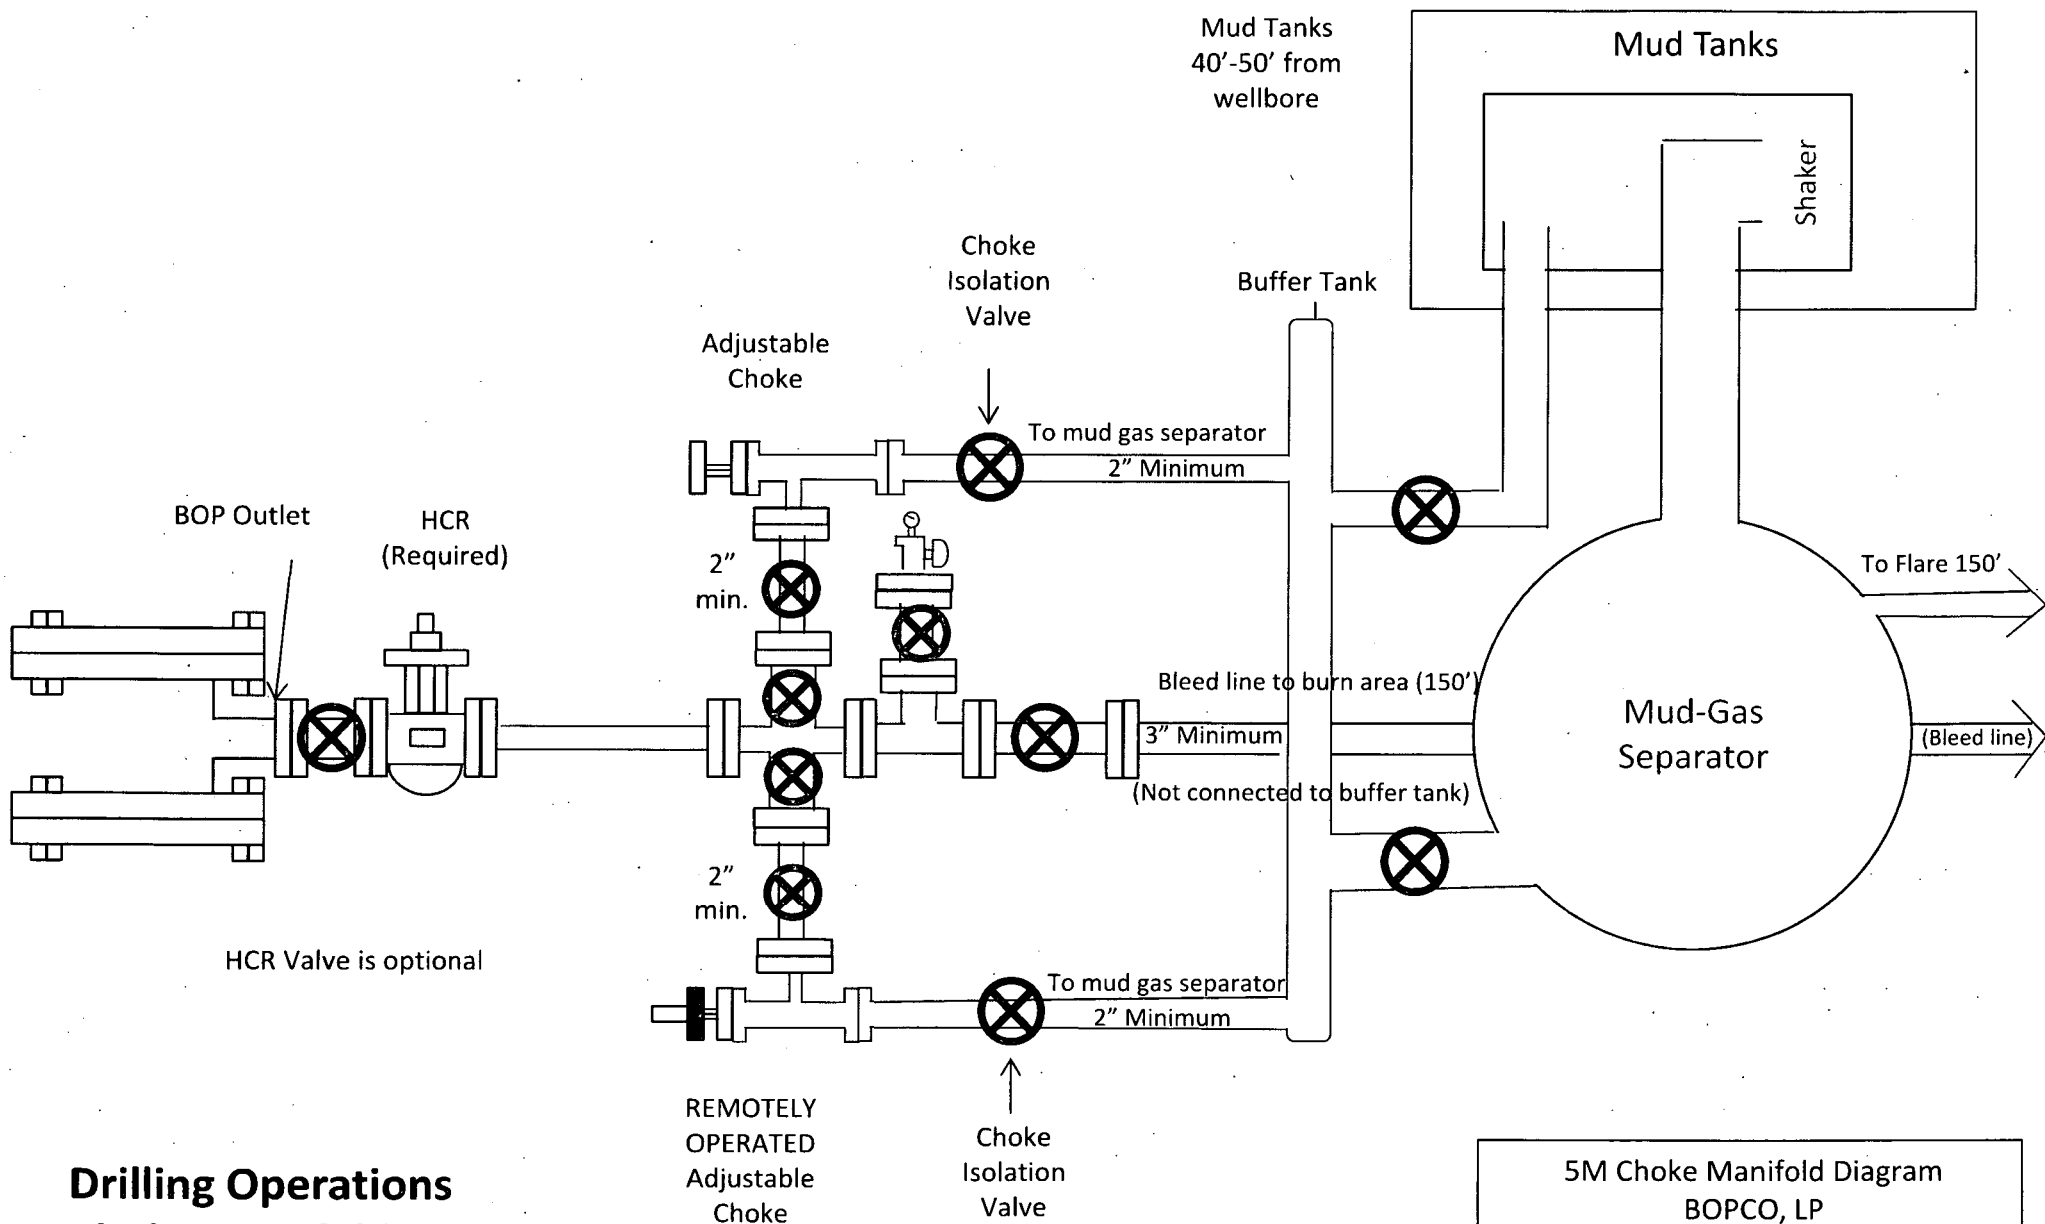 Mud Tanks
40’-50’ from
wellbore
Mud Tanks
Shaker
Choke
Isolation
Valve
Buffer Tank
Adjustable
Choke
To mud gas separator
2” Minimum
BOP Outlet
HCR
(Required)
2”
min.
To Flare 150’
Bleed line to burn area (150’)
3” Minimum
(Not connected to buffer tank)
Mud-Gas
Separator
(Bleed line)
2”
min.
HCR Valve is optional
To mud gas separator
2” Minimum
REMOTELY
OPERATED
Adjustable
Choke
Choke
Isolation
Valve
Drilling Operations
5M Choke Manifold Diagram
BOPCO, LP